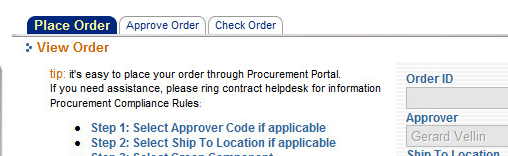 Place Order Approve Order Check Order
View Order
tip: it's easy to place your order through Procurement Portal.
If you need assistance, please ring contract helpdesk for information
Procurement Compliance Rules:
• Step 1: Select Approver Code if applicable
• Step 2: Select Ship To Location if applicable
Order ID
Approver
Gerard Vellin
Ship To Location